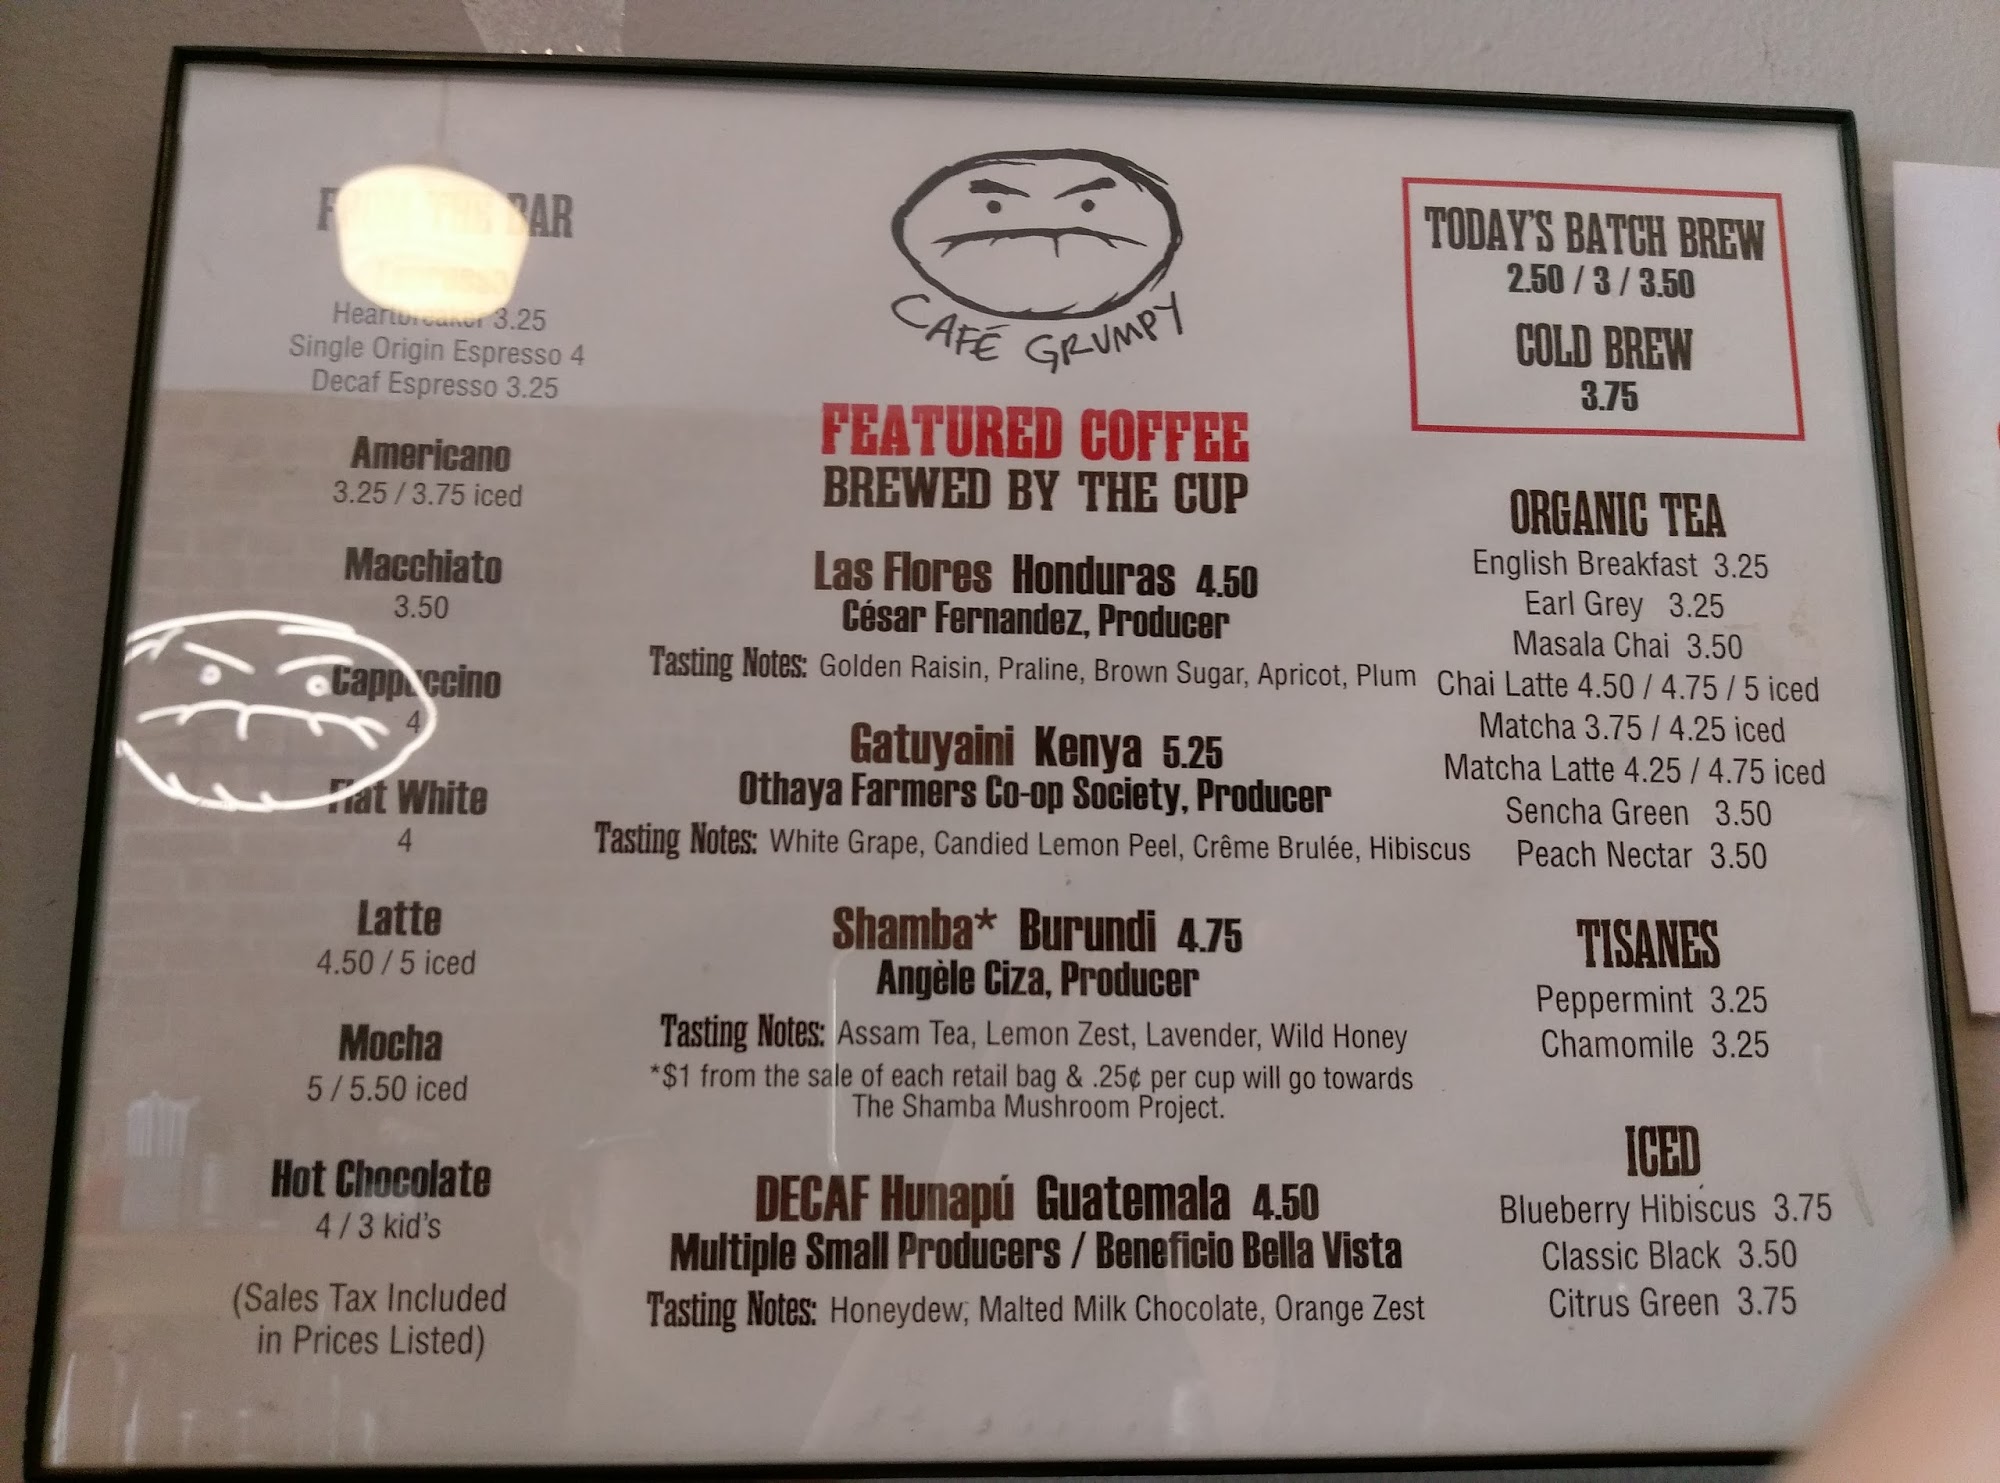 FROM THE BAR
Espresso
Heartbreaker 3.25
Single Origin Espresso 4
Decaf Espresso 3.25
Americano
3.25 / 3.75 iced
Macchiato
3.50
Cappuccino
4
Flat White
4
Latte
4.50 / 5 iced
Mocha
5 / 5.50 iced
Hot Chocolate
4 / 3 kid's
(Sales Tax Included
in Prices Listed)
CAFÉ GRUMPY
FEATURED COFFEE
BREWED BY THE CUP
Las Flores Honduras 4.50
César Fernandez, Producer
Tasting Notes: Golden Raisin, Praline, Brown Sugar, Apricot, Plum
Gatuyaini Kenya 5.25
Othaya Farmers Co-op Society, Producer
Tasting Notes: White Grape, Candied Lemon Peel, Crême Brulée, Hibiscus
Shamba* Burundi 4.75
Angèle Ciza, Producer
Tasting Notes: Assam Tea, Lemon Zest, Lavender, Wild Honey
*$1 from the sale of each retail bag & .25¢ per cup will go towards
The Shamba Mushroom Project.
DECAF Hunapú Guatemala 4.50
Multiple Small Producers / Beneficio Bella Vista
Tasting Notes: Honeydew, Malted Milk Chocolate, Orange Zest
TODAY'S BATCH BREW
2.50 / 3 / 3.50
COLD BREW
3.75
ORGANIC TEA
English Breakfast 3.25
Earl Grey 3.25
Masala Chai 3.50
Chai Latte 4.50 / 4.75 / 5 iced
Matcha 3.75 / 4.25 iced
Matcha Latte 4.25 / 4.75 iced
Sencha Green 3.50
Peach Nectar 3.50
TISANES
Peppermint 3.25
Chamomile 3.25
ICED
Blueberry Hibiscus 3.75
Classic Black 3.50
Citrus Green 3.75